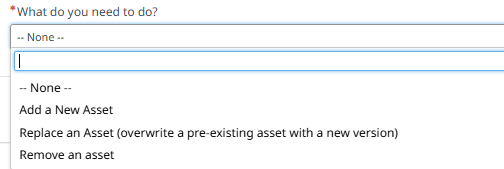 *What do you need to do?
-- None --
-- None --
Add a New Asset
Replace an Asset (overwrite a pre-existing asset with a new version)
Remove an asset